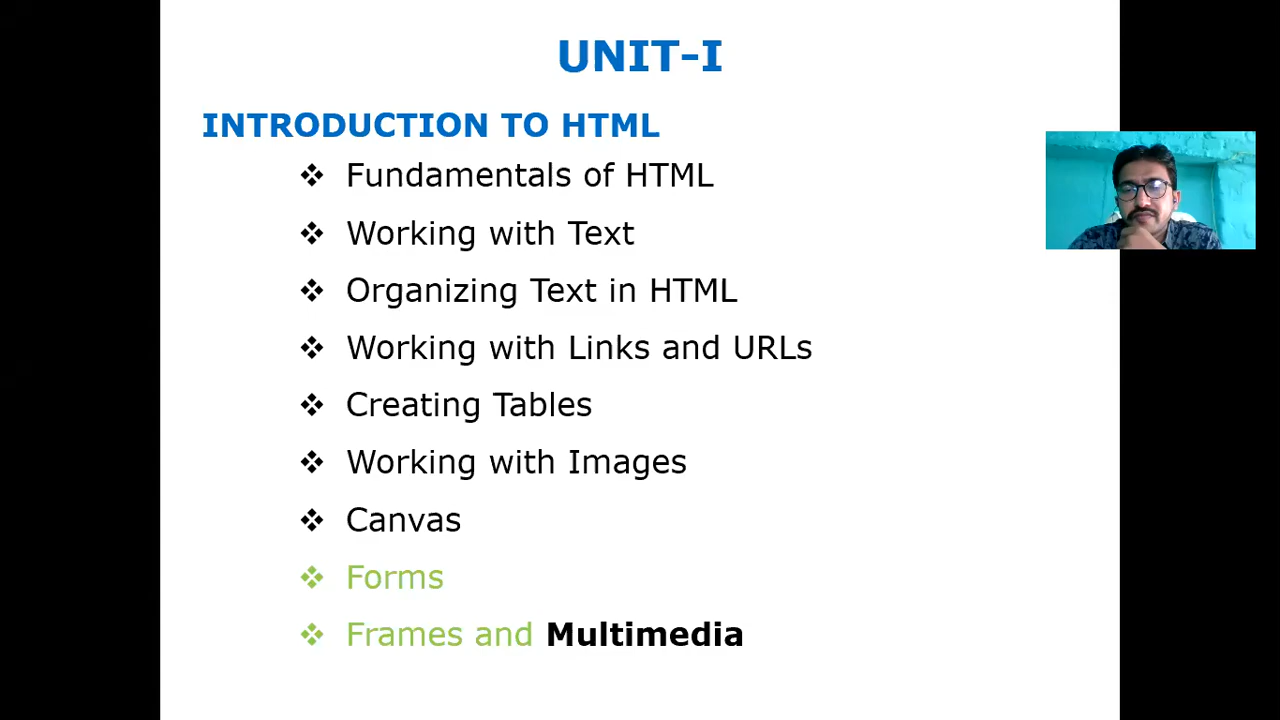 UNIT-I
INTRODUCTION TO HTML
❖ Fundamentals of HTML
❖ Working with Text
❖ Organizing Text in HTML
❖ Working with Links and URLs
❖ Creating Tables
❖ Working with Images
❖ Canvas
❖ Forms
❖ Frames and Multimedia